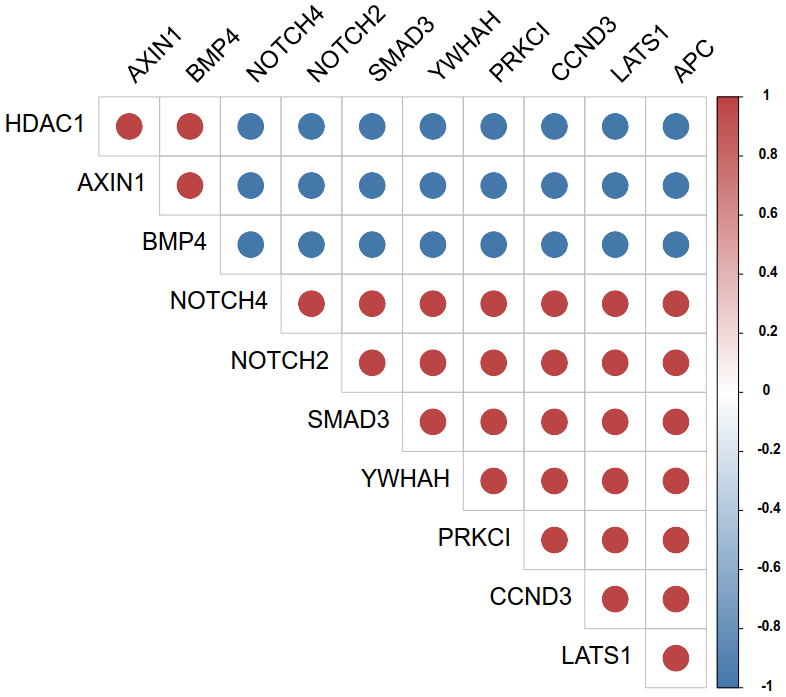 AXIN1
BMP4
NOTCH4
NOTCH2
SMAD3
YWHAH
PRKCI
CCND3
LATS1
APC
HDAC1
AXIN1
BMP4
NOTCH4
NOTCH2
SMAD3
YWHAH
PRKCI
CCND3
LATS1
1
0.8
0.6
0.4
0.2
0
-0.2
-0.4
-0.6
-0.8
-1